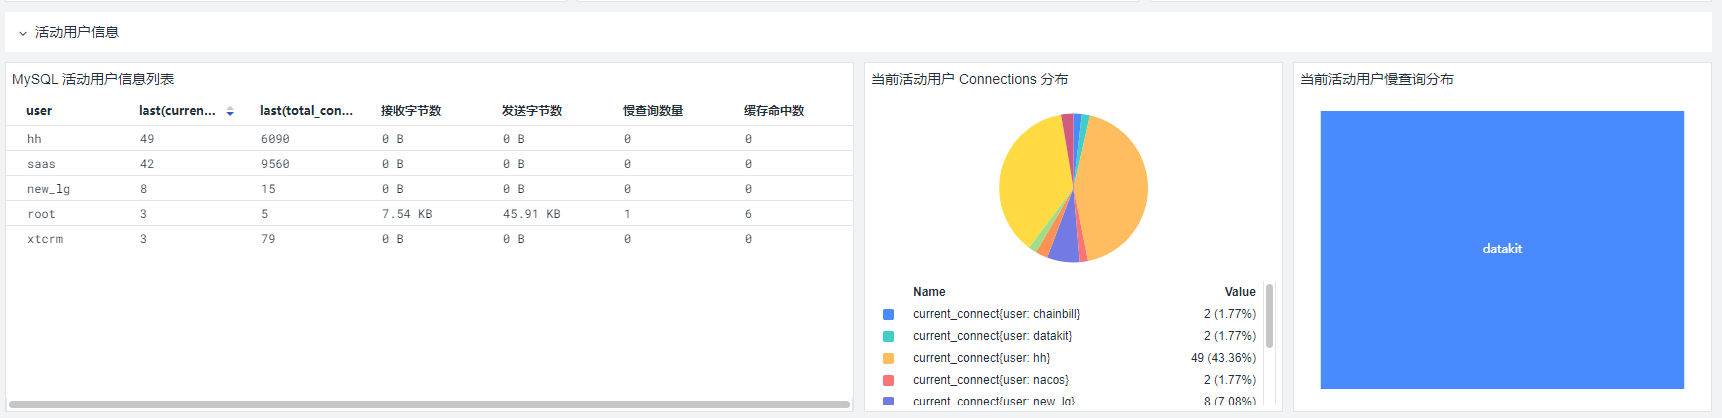 活动用户信息
MySQL 活动用户信息列表
user last(curren... last(total_con... 接收字节数 发送字节数 慢查询数量 缓存命中数
hh 49 6090 0 B 0 B 0 0
saas 42 9560 0 B 0 B 0 0
new_lg 8 15 0 B 0 B 0 0
root 3 5 7.54 KB 45.91 KB 1 6
xtcrm 3 79 0 B 0 B 0 0
当前活动用户 Connections 分布
Name Value
current_connect{user: chainbill} 2 (1.77%)
current_connect{user: datakit} 2 (1.77%)
current_connect{user: hh} 49 (43.36%)
current_connect{user: nacos} 2 (1.77%)
current_connect{user: new_lg} 8 (7.08%)
当前活动用户慢查询分布
datakit